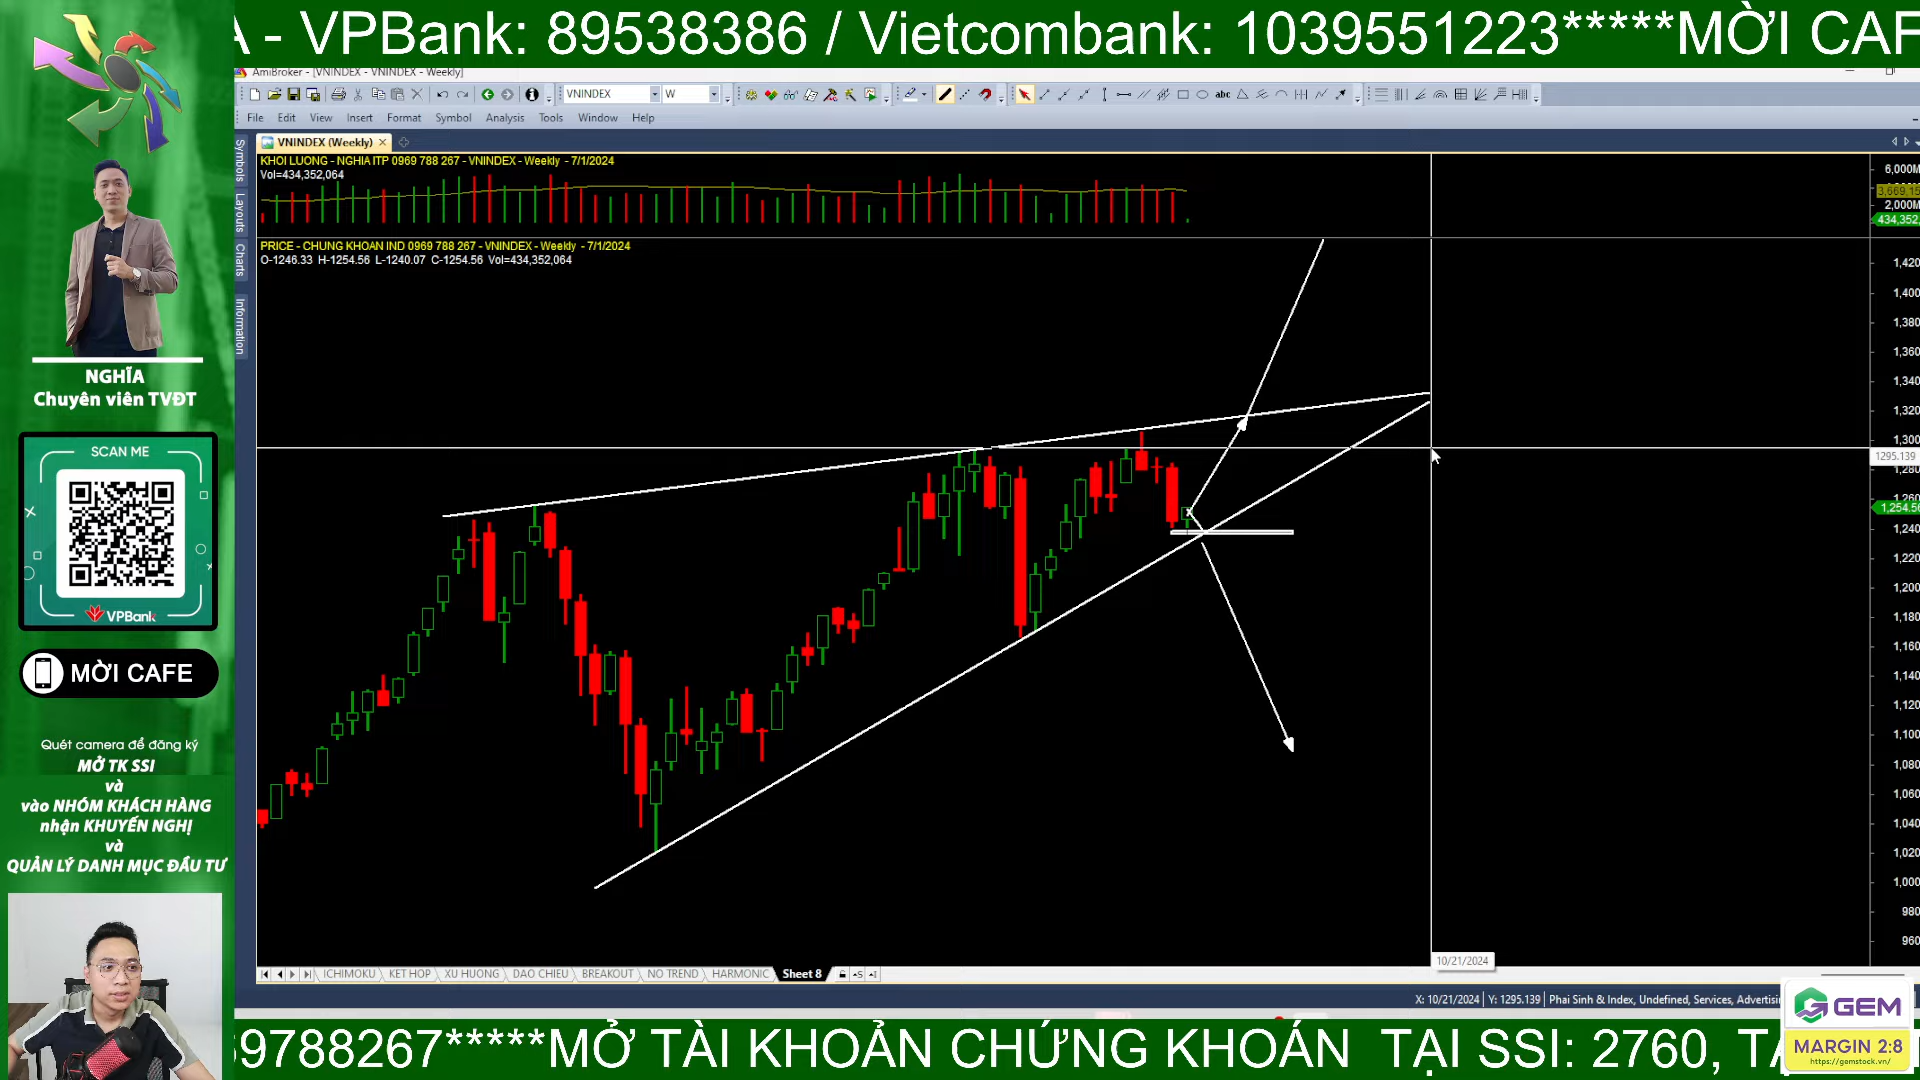 A - VPBank: 89538386 / Vietcombank: 1039551223*****MỜI CAF
AmiBroker - [VNINDEX - VNINDEX - Weekly]
VNINDEX W
abc
File Edit View Insert Format Symbol Analysis Tools Window Help
VNINDEX (Weekly)
Symbols
Layouts
Charts
Information
KHOI LUONG - NGHIA ITP 0969 788 267 - VNINDEX - Weekly - 7/1/2024
Vol=434,352,064
6,000M
3,669,15
2,000M
434,352,
PRICE - CHUNG KHOAN IND 0969 788 267 - VNINDEX - Weekly - 7/1/2024
O-1246.33 H-1254.56 L-1240.07 C-1254.56 Vol=434,352,064
1,420
1,400
1,380
1,360
1,340
1,320
1,300
1295.139
1,280
1,260
1,254.56
1,240
1,220
1,200
1,180
1,160
1,140
1,120
1,100
1,080
1,060
1,040
1,020
1,000
980
960
10/21/2024
ICHIMOKU KET HOP XU HUONG DAO CHIEU BREAKOUT NO TREND HARMONIC Sheet 8
X: 10/21/2024 Y: 1295.139 Phai Sinh & Index, Undefined, Services, Advertisi
NGHĨA
Chuyên viên TVĐT
SCAN ME
VPBank
MỜI CAFE
Quét camera để đăng ký
MỞ TK SSI
và
vào NHÓM KHÁCH HÀNG
nhận KHUYẾN NGHỊ
và
QUẢN LÝ DANH MỤC ĐẦU TƯ
GEM
MARGIN 2:8
https://gemstock.vn/
69788267*****MỞ TÀI KHOẢN CHỨNG KHOÁN TẠI SSI: 2760, TẠ